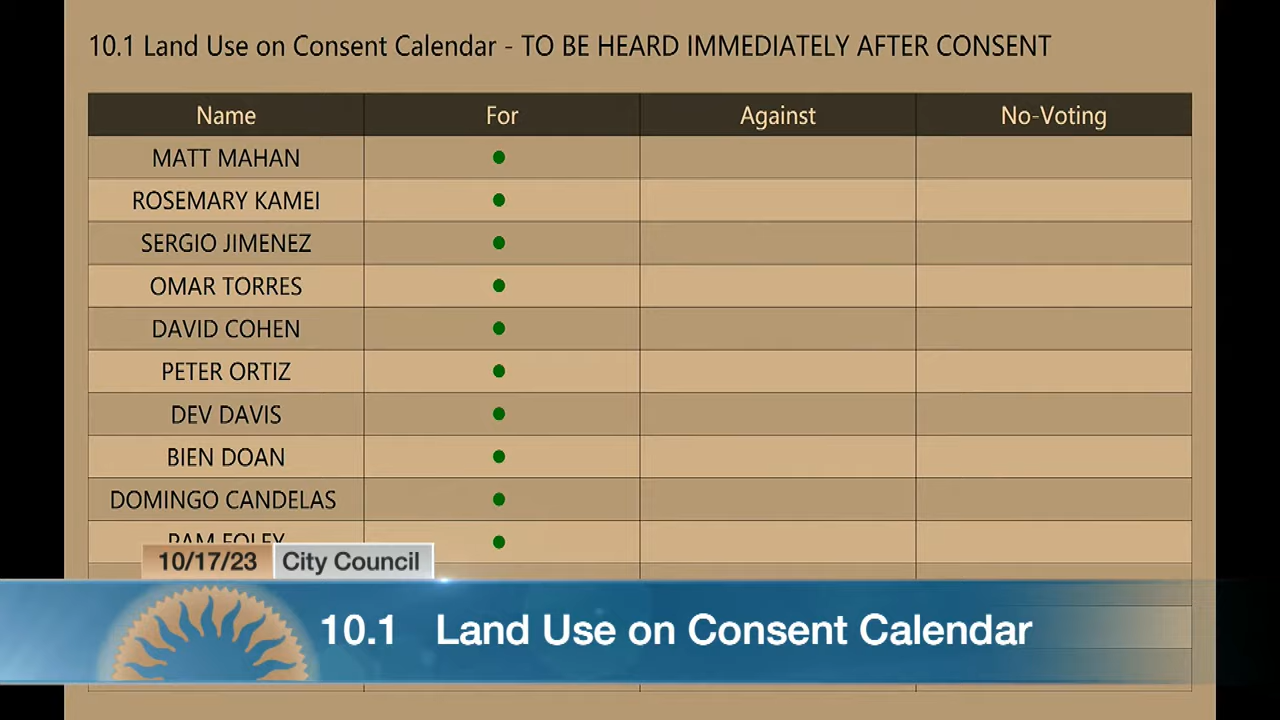 10.1 Land Use on Consent Calendar - TO BE HEARD IMMEDIATELY AFTER CONSENT
Name For Against No-Voting
MATT MAHAN
ROSEMARY KAMEI
SERGIO JIMENEZ
OMAR TORRES
DAVID COHEN
PETER ORTIZ
DEV DAVIS
BIEN DOAN
DOMINGO CANDELAS
PAM FOLEY
10/17/23 City Council
10.1 Land Use on Consent Calendar